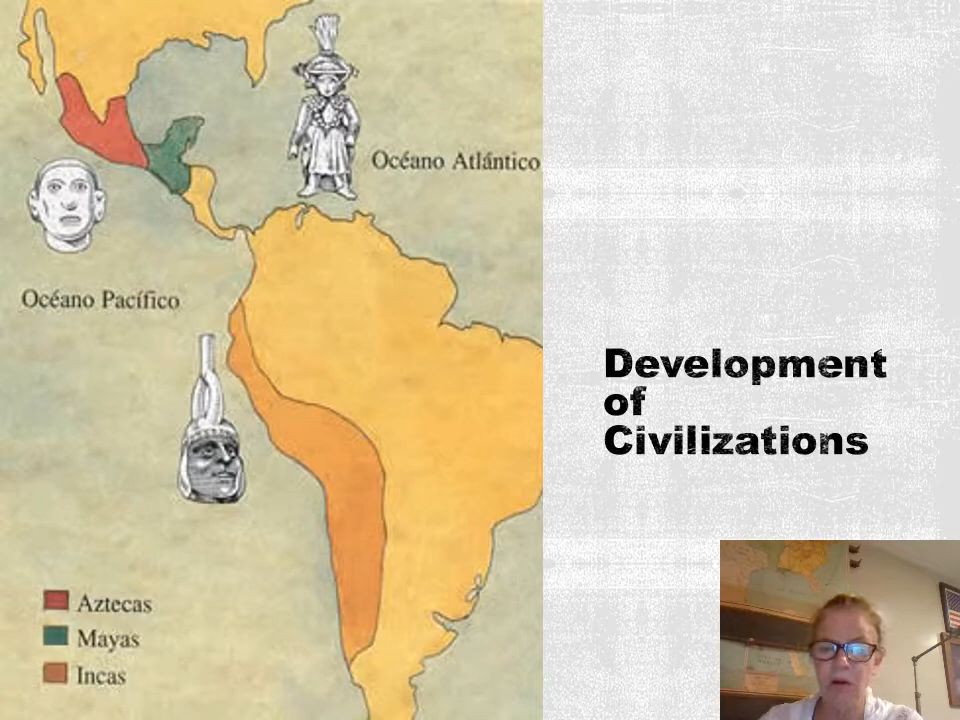 Océano Atlántico
Océano Pacífico
Aztecas
Mayas
Incas
Development
of
Civilizations